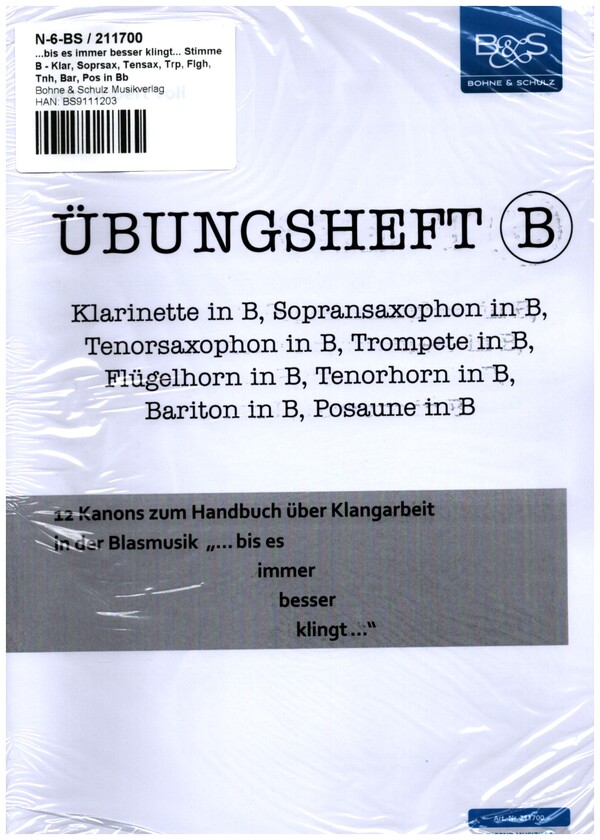 N-6-BS / 211700
...bis es immer besser klingt... Stimme
B - Klar, Soprsax, Tensax, Trp, Flgh,
Tnh, Bar, Pos in Bb
Bohne & Schulz Musikverlag
HAN: BS9111203
B&S
BOHNE & SCHULZ
ÜBUNGSHEFT B
Klarinette in B, Sopransaxophon in B,
Tenorsaxophon in B, Trompete in B,
Flügelhorn in B, Tenorhorn in B,
Bariton in B, Posaune in B
12 Kanons zum Handbuch über Klangarbeit
in der Blasmusik „... bis es
immer
besser
klingt ...“
Art. Nr. 211700